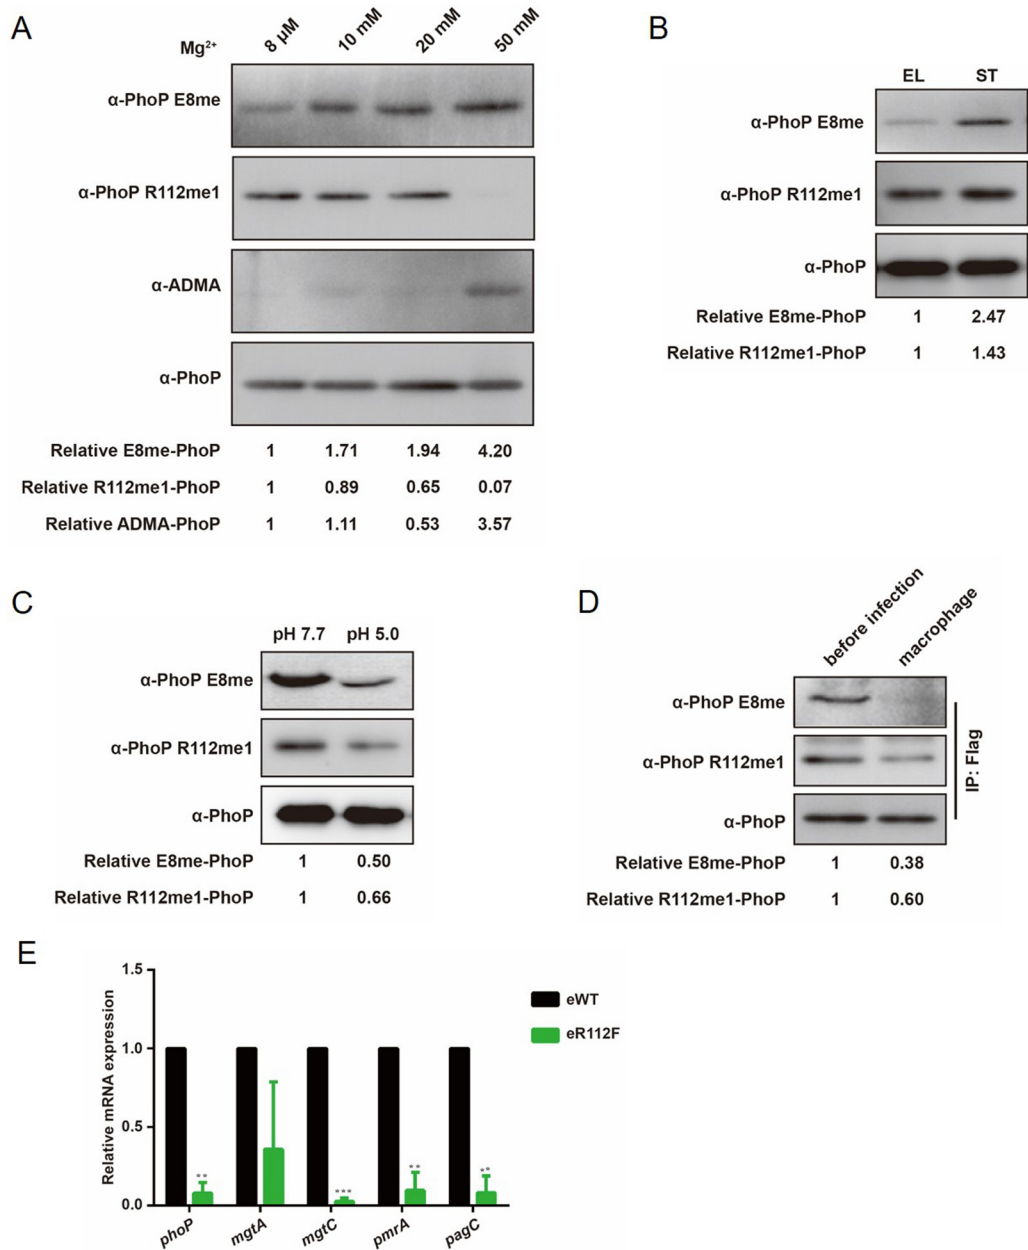 A
Mg²⁺ 8 µM 10 mM 20 mM 50 mM
α-PhoP E8me
α-PhoP R112me1
α-ADMA
α-PhoP
Relative E8me-PhoP 1 1.71 1.94 4.20
Relative R112me1-PhoP 1 0.89 0.65 0.07
Relative ADMA-PhoP 1 1.11 0.53 3.57
B
EL ST
α-PhoP E8me
α-PhoP R112me1
α-PhoP
Relative E8me-PhoP 1 2.47
Relative R112me1-PhoP 1 1.43
C
pH 7.7 pH 5.0
α-PhoP E8me
α-PhoP R112me1
α-PhoP
Relative E8me-PhoP 1 0.50
Relative R112me1-PhoP 1 0.66
D
before infection macrophage
α-PhoP E8me
α-PhoP R112me1
α-PhoP
IP: Flag
Relative E8me-PhoP 1 0.38
Relative R112me1-PhoP 1 0.60
E
Relative mRNA expression
1.5
1.0
0.5
0.0
** *** ** **
phoP mgtA mgtC pmrA pagC
eWT
eR112F